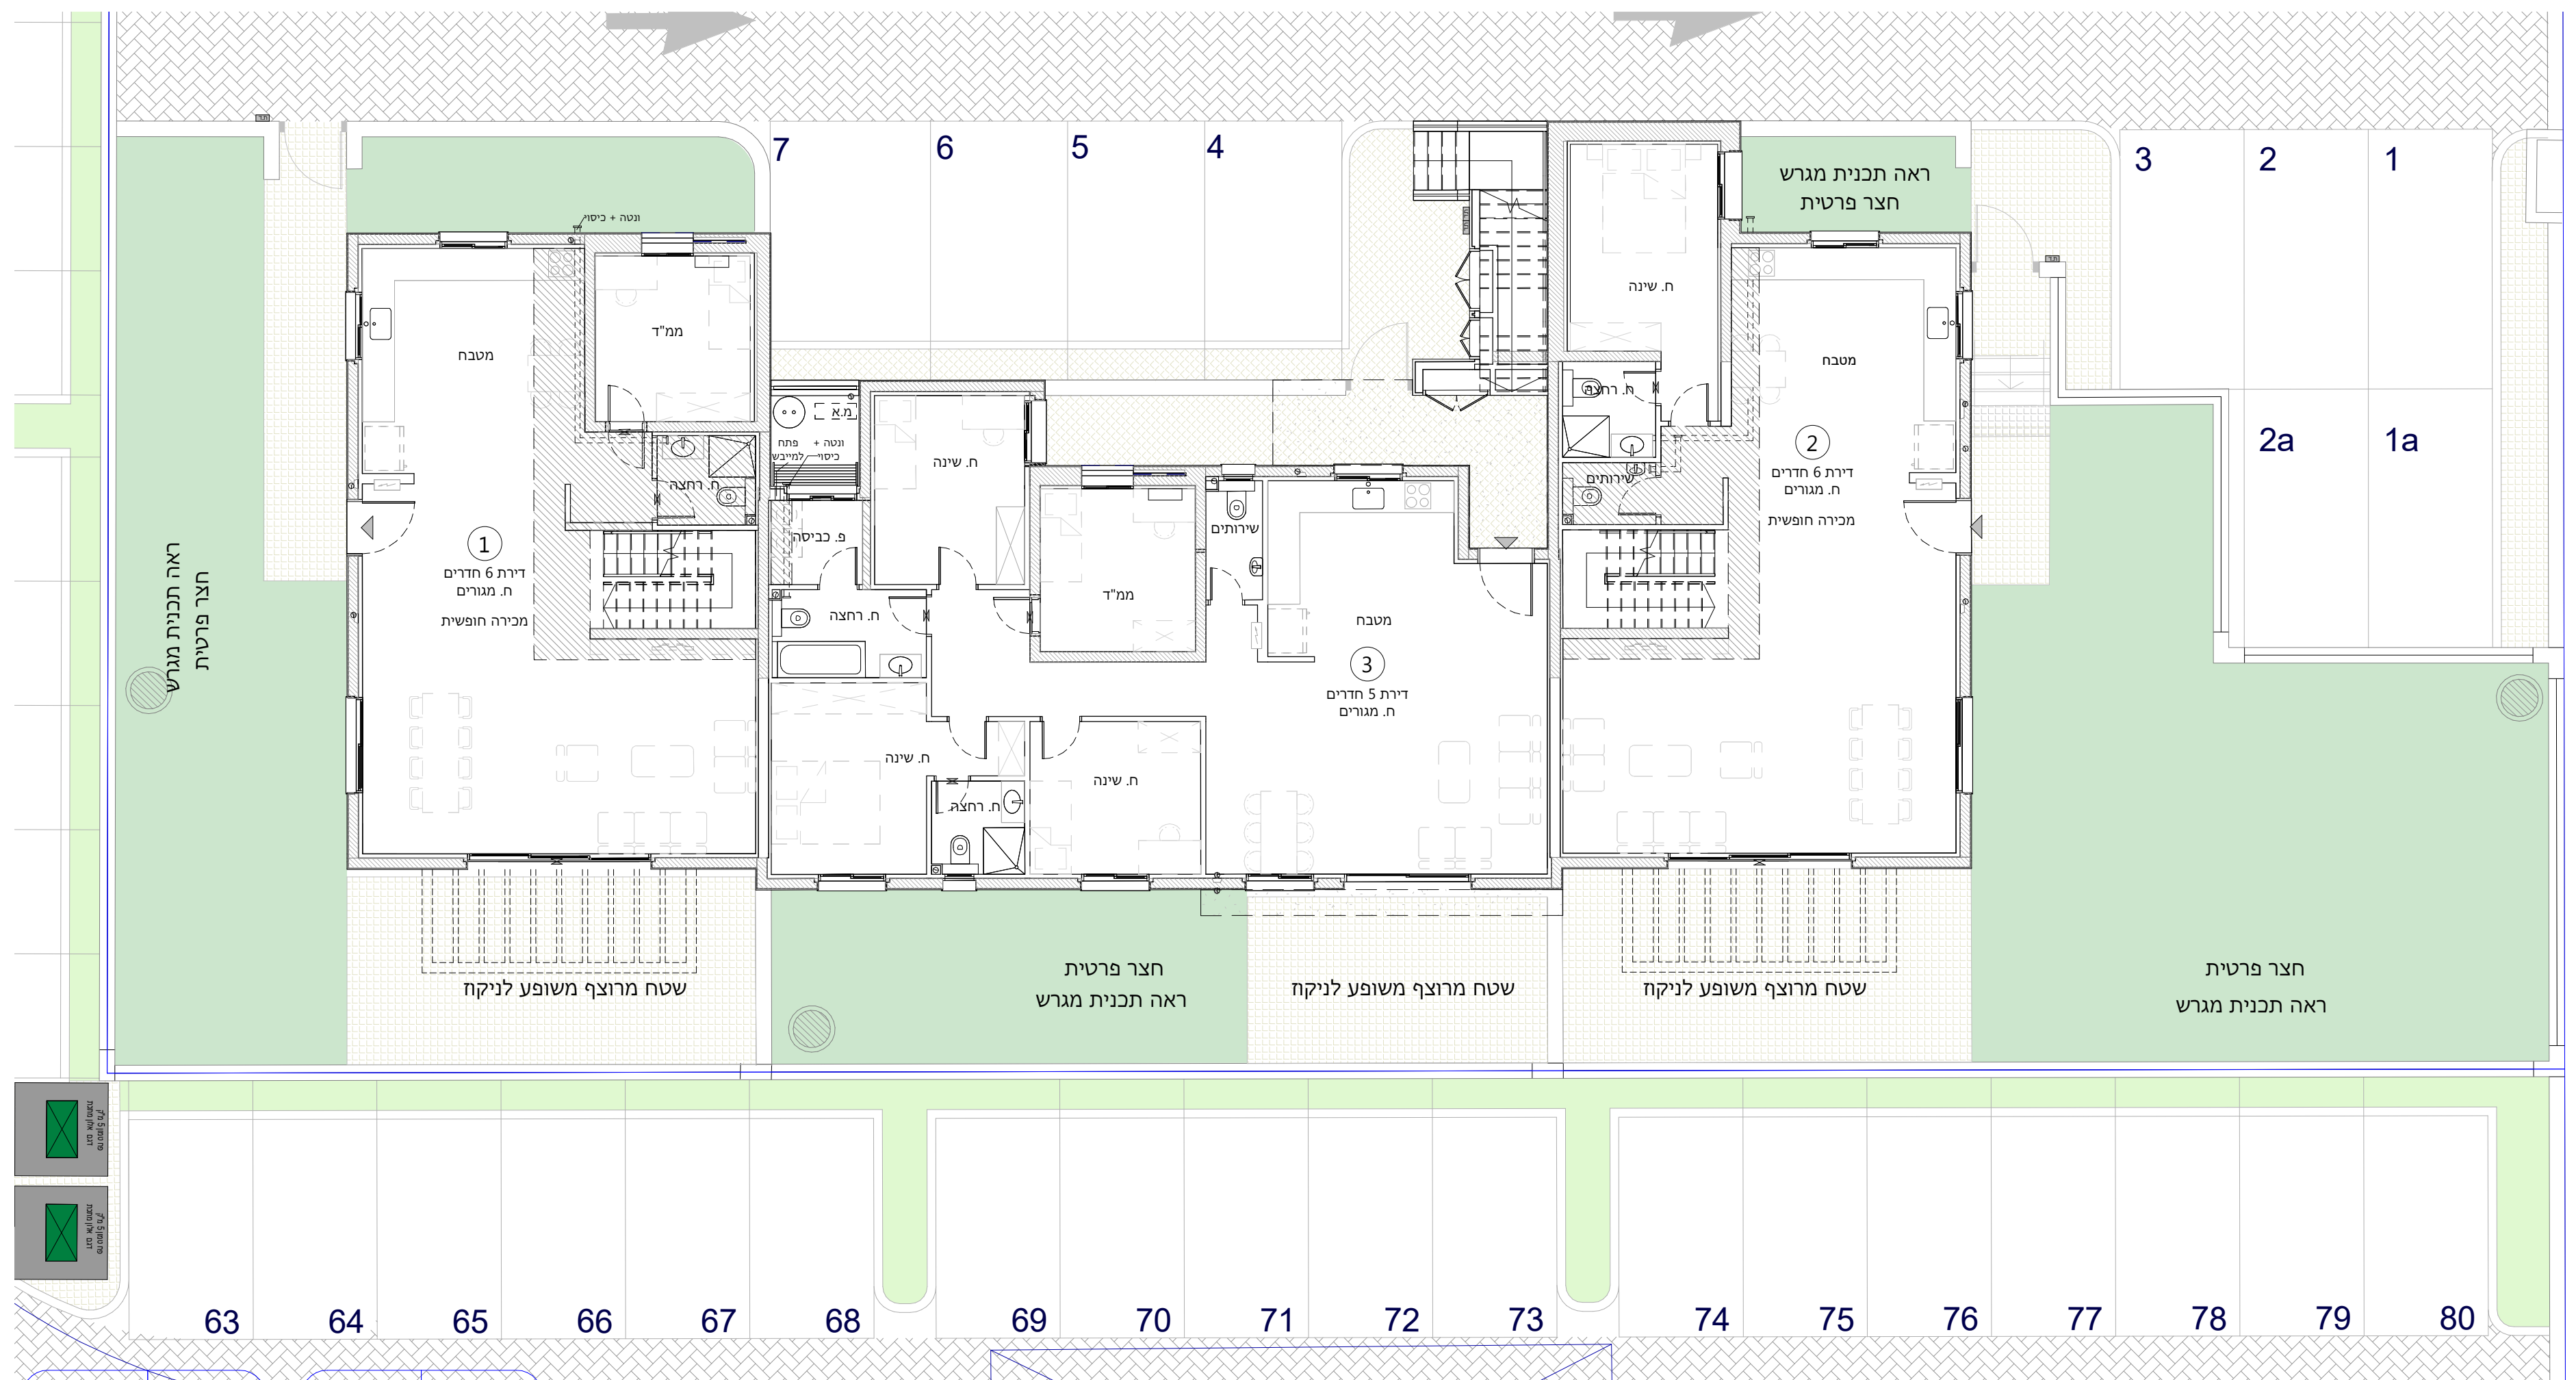 7
6
5
4
3
2
1
2a
1a
ראה תכנית מגרש
חצר פרטית
ונטה + כיסוי
ממ"ד
מטבח
ח. רחצה
1
דירת 6 חדרים
ח. מגורים
מכירה חופשית
ראה תכנית מגרש
חצר פרטית
מ.א
ונטה + פתח
כיסוי למייבש
פ. כביסה
ח. שינה
ח. רחצה
ממ"ד
שירותים
מטבח
3
דירת 5 חדרים
ח. מגורים
ח. שינה
ח. רחצה
ח. שינה
ח. שינה
ח. רחצה
שירותים
מטבח
2
דירת 6 חדרים
ח. מגורים
מכירה חופשית
שטח מרוצף משופע לניקוז
חצר פרטית
ראה תכנית מגרש
שטח מרוצף משופע לניקוז
שטח מרוצף משופע לניקוז
חצר פרטית
ראה תכנית מגרש
63
64
65
66
67
68
69
70
71
72
73
74
75
76
77
78
79
80